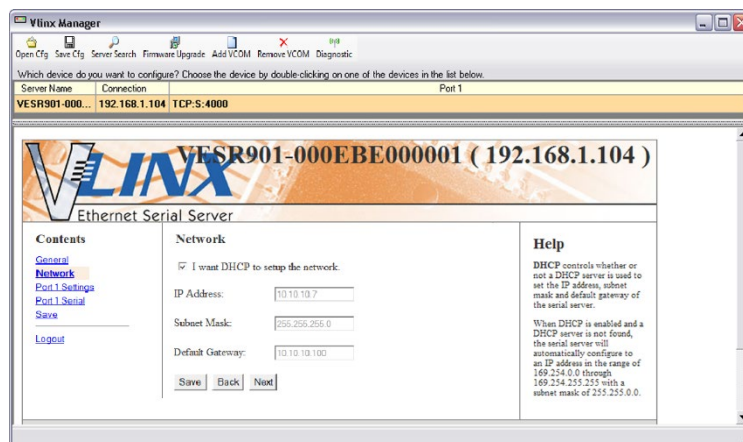 Vlinx Manager
Open Cfg Save Cfg Server Search Firmware Upgrade Add VCOM Remove VCOM Diagnostic
Which device do you want to configure? Choose the device by double-clicking on one of the devices in the list below.
Server Name Connection Port 1
VESR901-000... 192.168.1.104 TCP:S:4000
VESR901-000EBE000001 ( 192.168.1.104 )
VLINX
Ethernet Serial Server
Contents
General
Network
Port 1 Settings
Port 1 Serial
Save
Logout
Network
I want DHCP to setup the network.
IP Address: 10.10.10.7
Subnet Mask: 255.255.255.0
Default Gateway: 10.10.10.100
Save Back Next
Help
DHCP controls whether or
not a DHCP server is used to
set the IP address, subnet
mask and default gateway of
the serial server.
When DHCP is enabled and a
DHCP server is not found,
the serial server will
automatically configure to
an IP address in the range of
169.254.0.0 through
169.254.255.255 with a
subnet mask of 255.255.0.0.